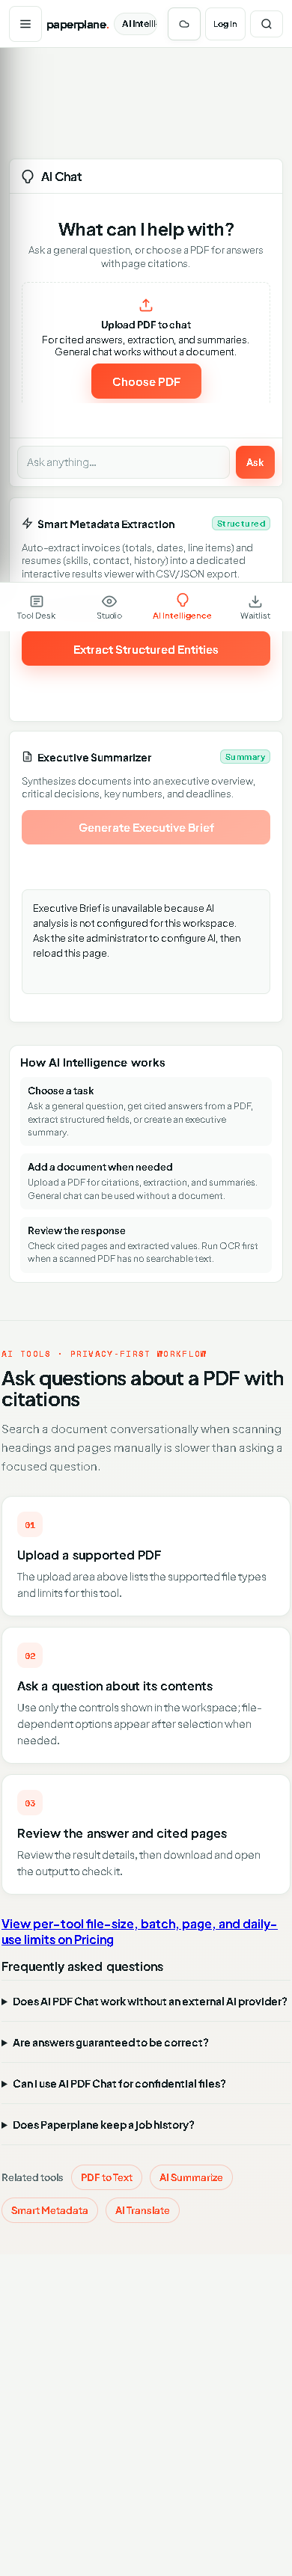 paperplane.
AI Intelli
Log in
AI Chat
What can I help with?
Ask a general question, or choose a PDF for answers
with page citations.
Upload PDF to chat
For cited answers, extraction, and summaries.
General chat works without a document.
Choose PDF
Ask anything...
Ask
Smart Metadata Extraction
Structured
Auto-extract invoices (totals, dates, line items) and
resumes (skills, contact, history) into a dedicated
interactive results viewer with CSV/JSON export.
Tool Desk
Studio
AI Intelligence
Waitlist
Extract Structured Entities
Executive Summarizer
Summary
Synthesizes documents into an executive overview,
critical decisions, key numbers, and deadlines.
Generate Executive Brief
Executive Brief is unavailable because AI
analysis is not configured for this workspace.
Ask the site administrator to configure AI, then
reload this page.
How AI Intelligence works
Choose a task
Ask a general question, get cited answers from a PDF,
extract structured fields, or create an executive
summary.
Add a document when needed
Upload a PDF for citations, extraction, and summaries.
General chat can be used without a document.
Review the response
Check cited pages and extracted values. Run OCR first
when a scanned PDF has no searchable text.
AI TOOLS · PRIVACY-FIRST WORKFLOW
Ask questions about a PDF with
citations
Search a document conversationally when scanning
headings and pages manually is slower than asking a
focused question.
01
Upload a supported PDF
The upload area above lists the supported file types
and limits for this tool.
02
Ask a question about its contents
Use only the controls shown in the workspace; file-
dependent options appear after selection when
needed.
03
Review the answer and cited pages
Review the result details, then download and open
the output to check it.
View per-tool file-size, batch, page, and daily-
use limits on Pricing
Frequently asked questions
Does AI PDF Chat work without an external AI provider?
Are answers guaranteed to be correct?
Can I use AI PDF Chat for confidential files?
Does Paperplane keep a job history?
Related tools
PDF to Text
AI Summarize
Smart Metadata
AI Translate